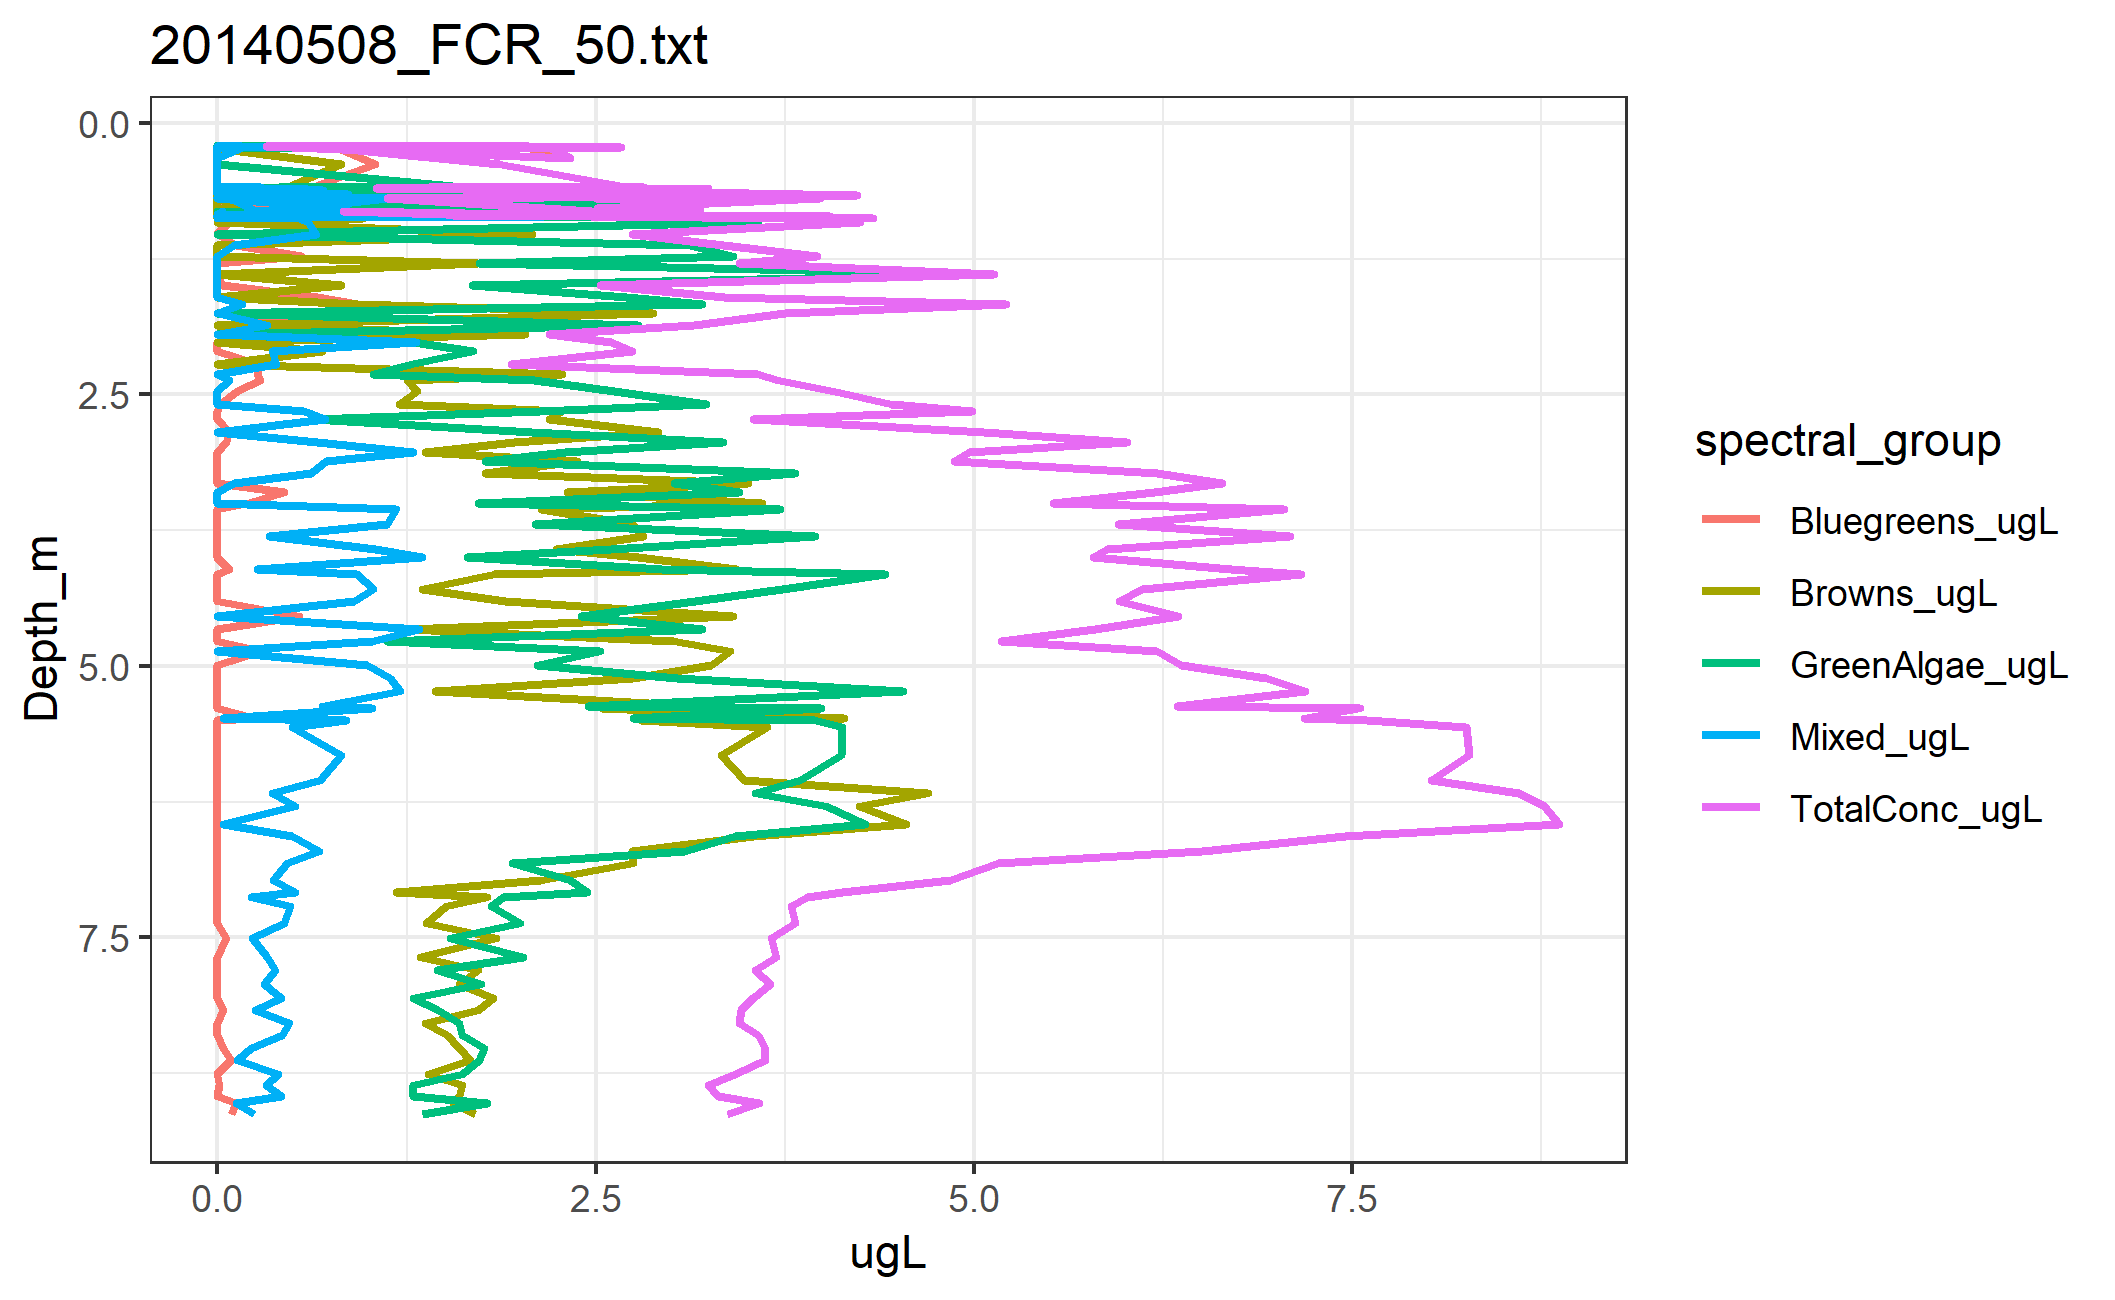 20140508_FCR_50.txt
0.0
2.5
5.0
7.5
Depth_m
0.0 2.5 5.0 7.5
ugL
spectral_group
Bluegreens_ugL
Browns_ugL
GreenAlgae_ugL
Mixed_ugL
TotalConc_ugL